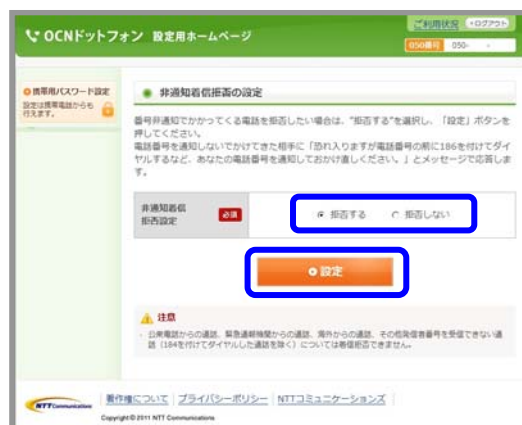 OCNドットフォン 設定用ホームページ
ご利用状況 ログアウト
050番号 050- -
携帯用パスワード設定
設定は携帯電話からも
行えます。
非通知着信拒否の設定
番号非通知でかかってくる電話を拒否したい場合は、“拒否する”を選択し、「設定」ボタンを
押してください。
電話番号を通知しないでかけてきた相手に「恐れ入りますが電話番号の前に186を付けてダイ
ヤルするなど、あなたの電話番号を通知しておかけ直しください。」とメッセージで応答しま
す。
非通知着信
拒否設定
必須
拒否する 拒否しない
設定
注意
・ 公衆電話からの通話、緊急通報機関からの通話、海外からの通話、その他発信者番号を受信できない通
話（184を付けてダイヤルした通話を除く）については着信拒否できません。
NTT Communications
著作権について プライバシーポリシー NTTコミュニケーションズ
Copyright © 2011 NTT Communications